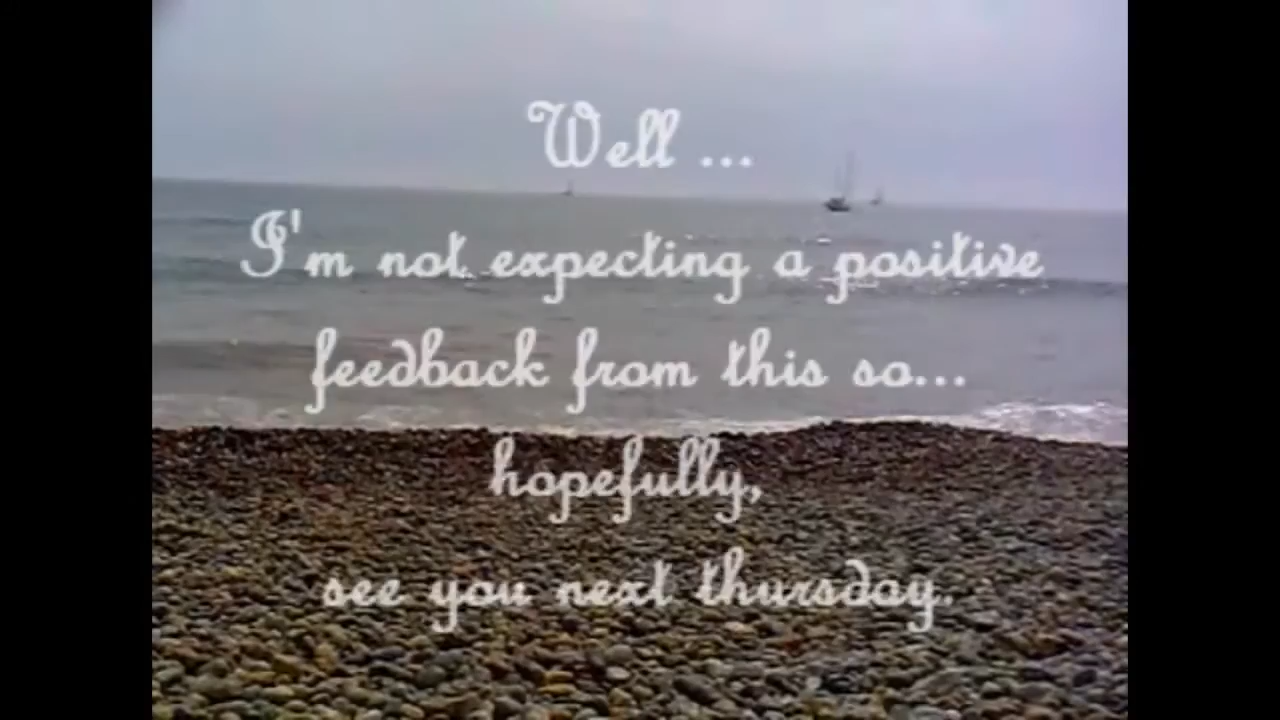 Well ...
I'm not expecting a positive
feedback from this so...
hopefully,
see you next thursday.